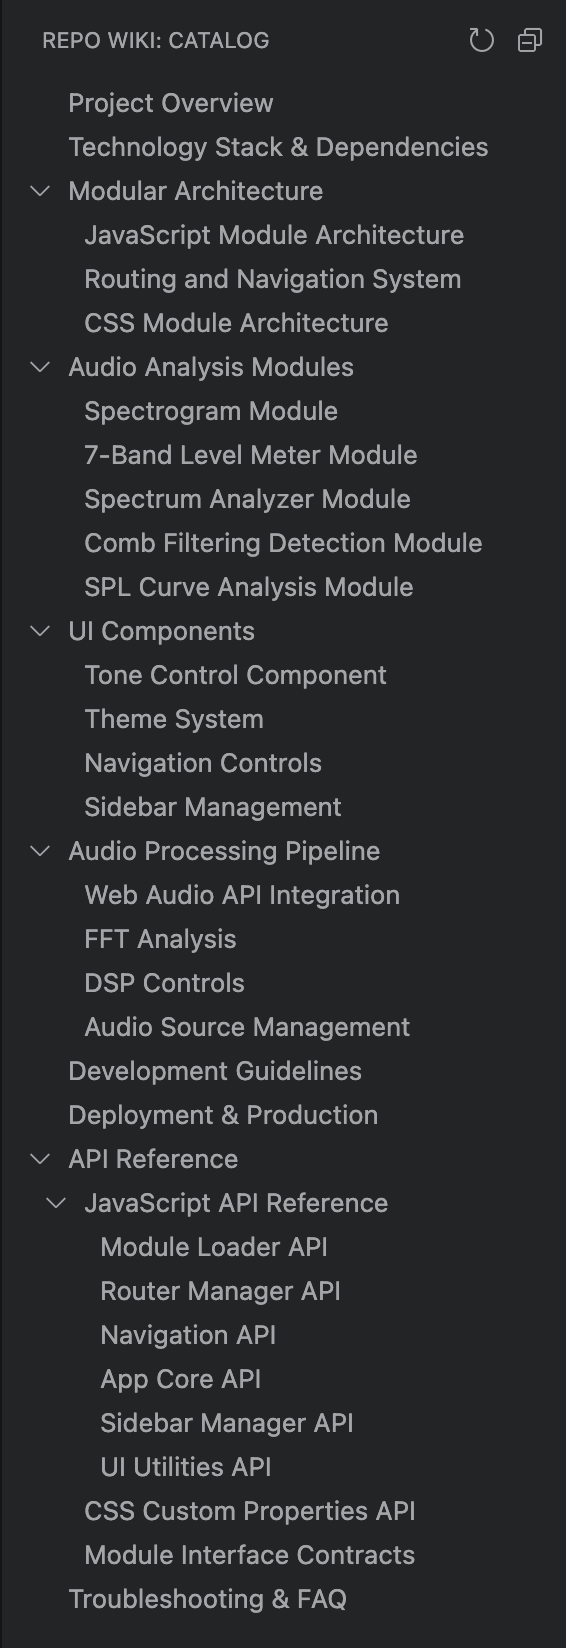 REPO WIKI: CATALOG
Project Overview
Technology Stack & Dependencies
Modular Architecture
JavaScript Module Architecture
Routing and Navigation System
CSS Module Architecture
Audio Analysis Modules
Spectrogram Module
7-Band Level Meter Module
Spectrum Analyzer Module
Comb Filtering Detection Module
SPL Curve Analysis Module
UI Components
Tone Control Component
Theme System
Navigation Controls
Sidebar Management
Audio Processing Pipeline
Web Audio API Integration
FFT Analysis
DSP Controls
Audio Source Management
Development Guidelines
Deployment & Production
API Reference
JavaScript API Reference
Module Loader API
Router Manager API
Navigation API
App Core API
Sidebar Manager API
UI Utilities API
CSS Custom Properties API
Module Interface Contracts
Troubleshooting & FAQ